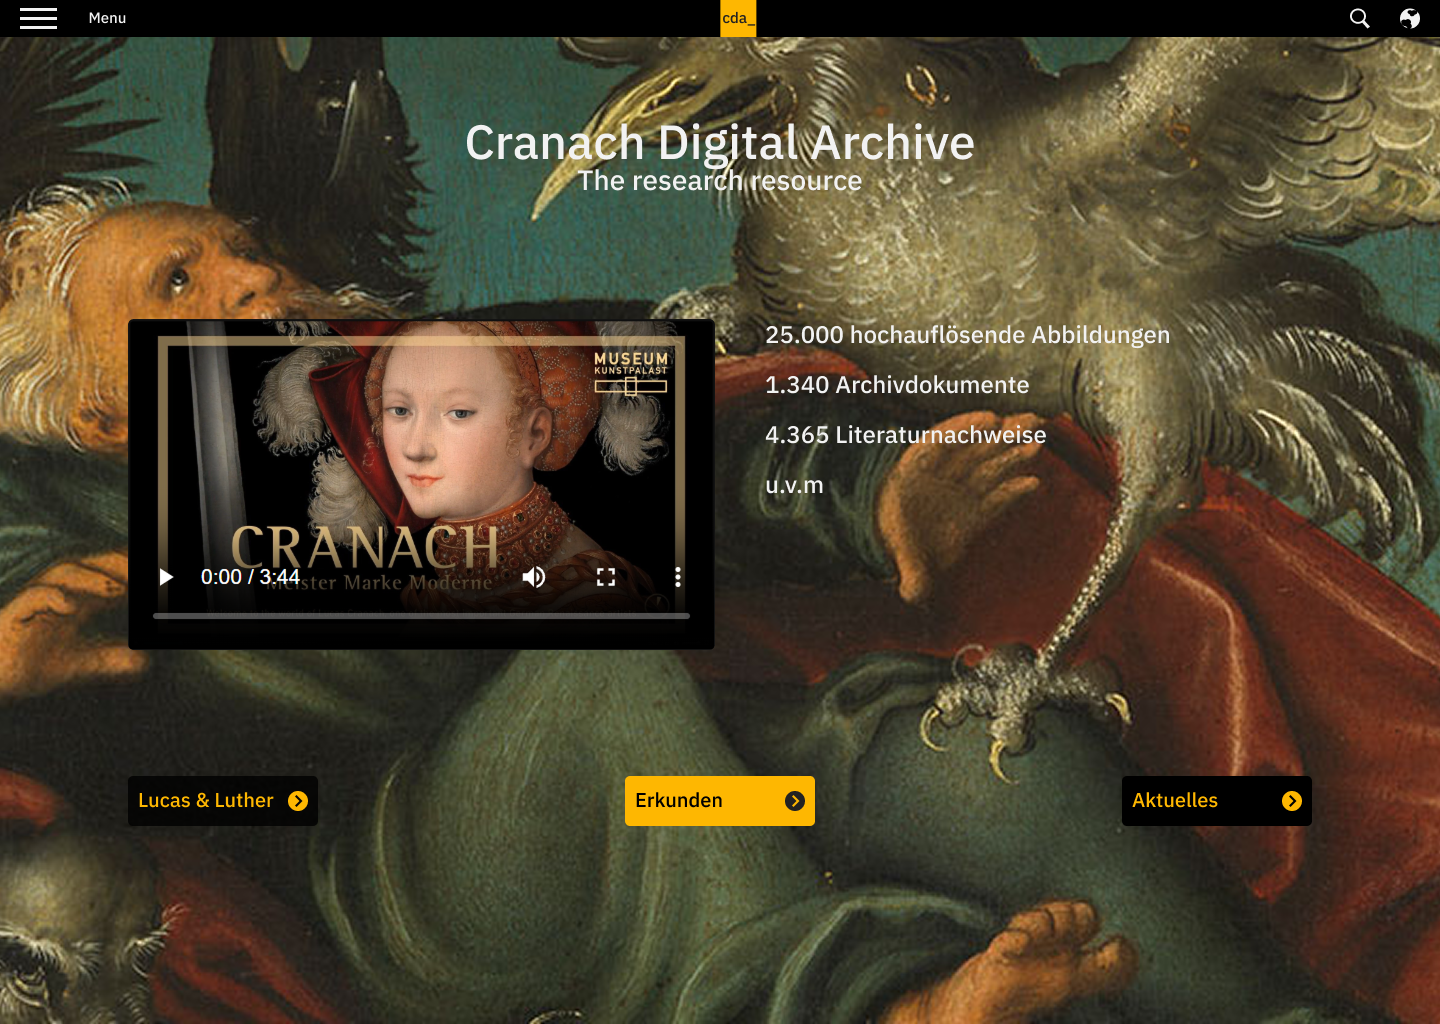 Menu
cda_
Cranach Digital Archive
The research resource
MUSEUM
KUNSTPALAST
CRANACH
Meister Marke Moderne
0:00 / 3:44
25.000 hochauflösende Abbildungen
1.340 Archivdokumente
4.365 Literaturnachweise
u.v.m
Lucas & Luther
Erkunden
Aktuelles